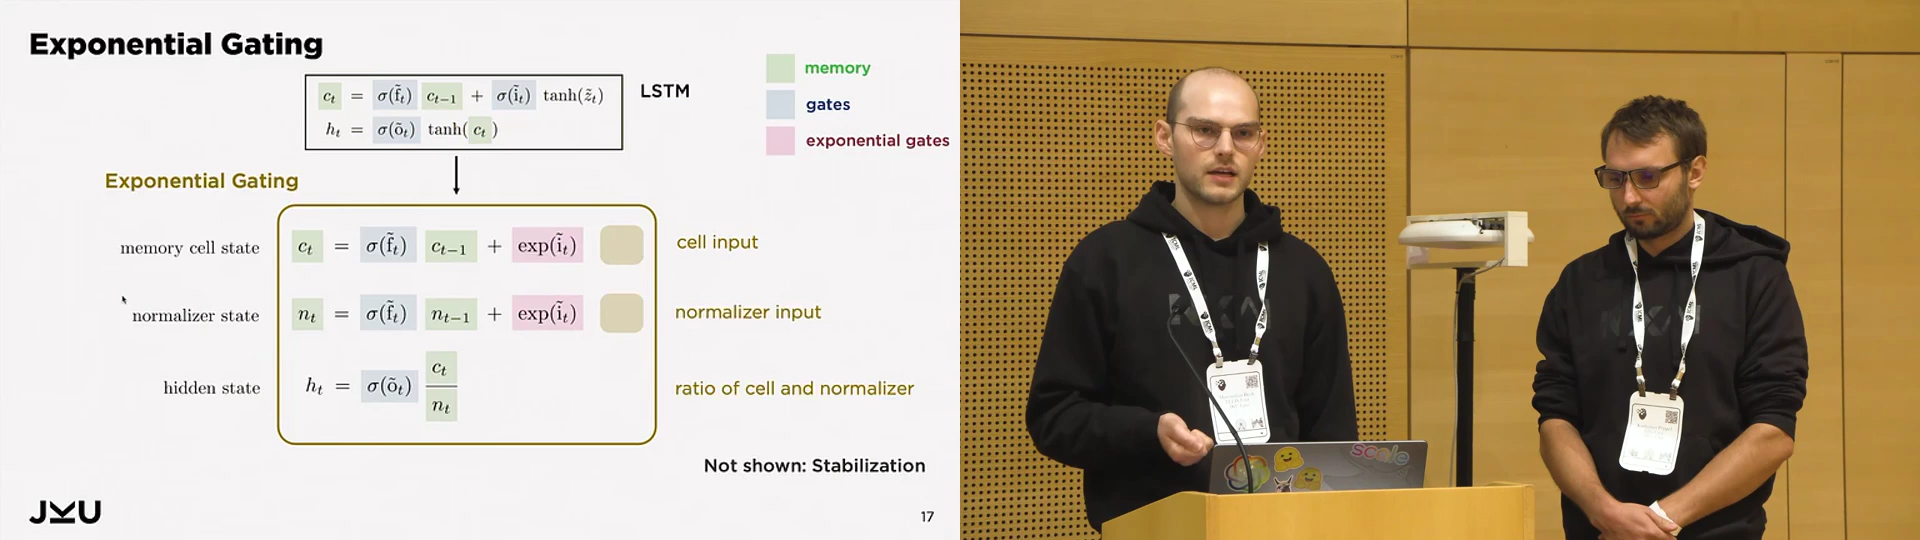 Exponential Gating
c_t = σ(f̃_t) c_{t-1} + σ(ĩ_t) tanh(z̃_t)
h_t = σ(õ_t) tanh(c_t)
LSTM
memory
gates
exponential gates
Exponential Gating
memory cell state
c_t = σ(f̃_t) c_{t-1} + exp(ĩ_t)
cell input
normalizer state
n_t = σ(f̃_t) n_{t-1} + exp(ĩ_t)
normalizer input
hidden state
h_t = σ(õ_t) c_t / n_t
ratio of cell and normalizer
Not shown: Stabilization
JKU
17
ICML
scale